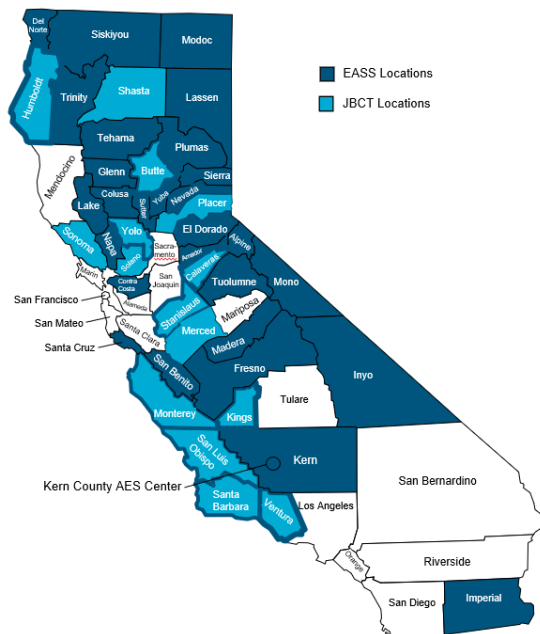 Del
Norte
Siskiyou
Modoc
EASS Locations
JBCT Locations
Humboldt
Trinity
Shasta
Lassen
Tehama
Plumas
Mendocino
Glenn
Butte
Sierra
Colusa
Yuba
Nevada
Lake
Sutter
Placer
Sonoma
Napa
Yolo
El Dorado
Sacra-
mento
Alpine
Solano
Amador
Calaveras
Marin
Contra
Costa
San
Joaquin
Tuolumne
Mono
San Francisco
Alameda
Stanislaus
Mariposa
San Mateo
Santa Clara
Merced
Santa Cruz
Madera
San Benito
Fresno
Inyo
Monterey
Kings
Tulare
San Luis
Obispo
Kern
Kern County AES Center
San Bernardino
Santa
Barbara
Ventura
Los Angeles
Orange
Riverside
San Diego
Imperial